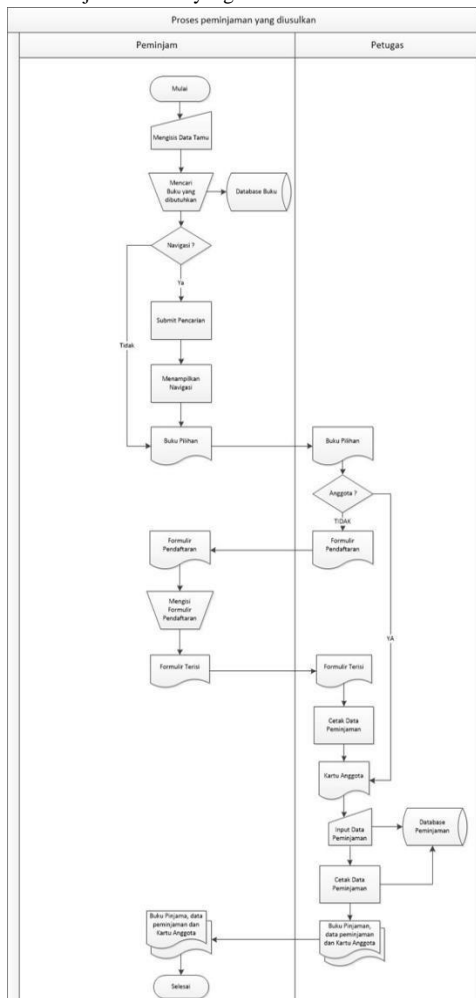 Proses peminjaman yang diusulkan
Peminjam
Petugas
Mulai
Mengisis Data Tamu
Mencari
Buku yang
dibutuhkan
Database Buku
Navigasi ?
Ya
Tidak
Submit Pencarian
Menampilkan
Navigasi
Buku Pilihan
Buku Pilihan
Anggota ?
TIDAK
YA
Formulir
Pendaftaran
Formulir
Pendaftaran
Mengisi
Formulir
Pendaftaran
Formulir Terisi
Formulir Terisi
Cetak Data
Peminjaman
Kartu Anggota
Input Data
Peminjaman
Database
Peminjaman
Cetak Data
Peminjaman
Buku Pinjaman,
data peminjaman
dan Kartu Anggota
Buku Pinjama, data
peminjaman dan
Kartu Anggota
Selesai